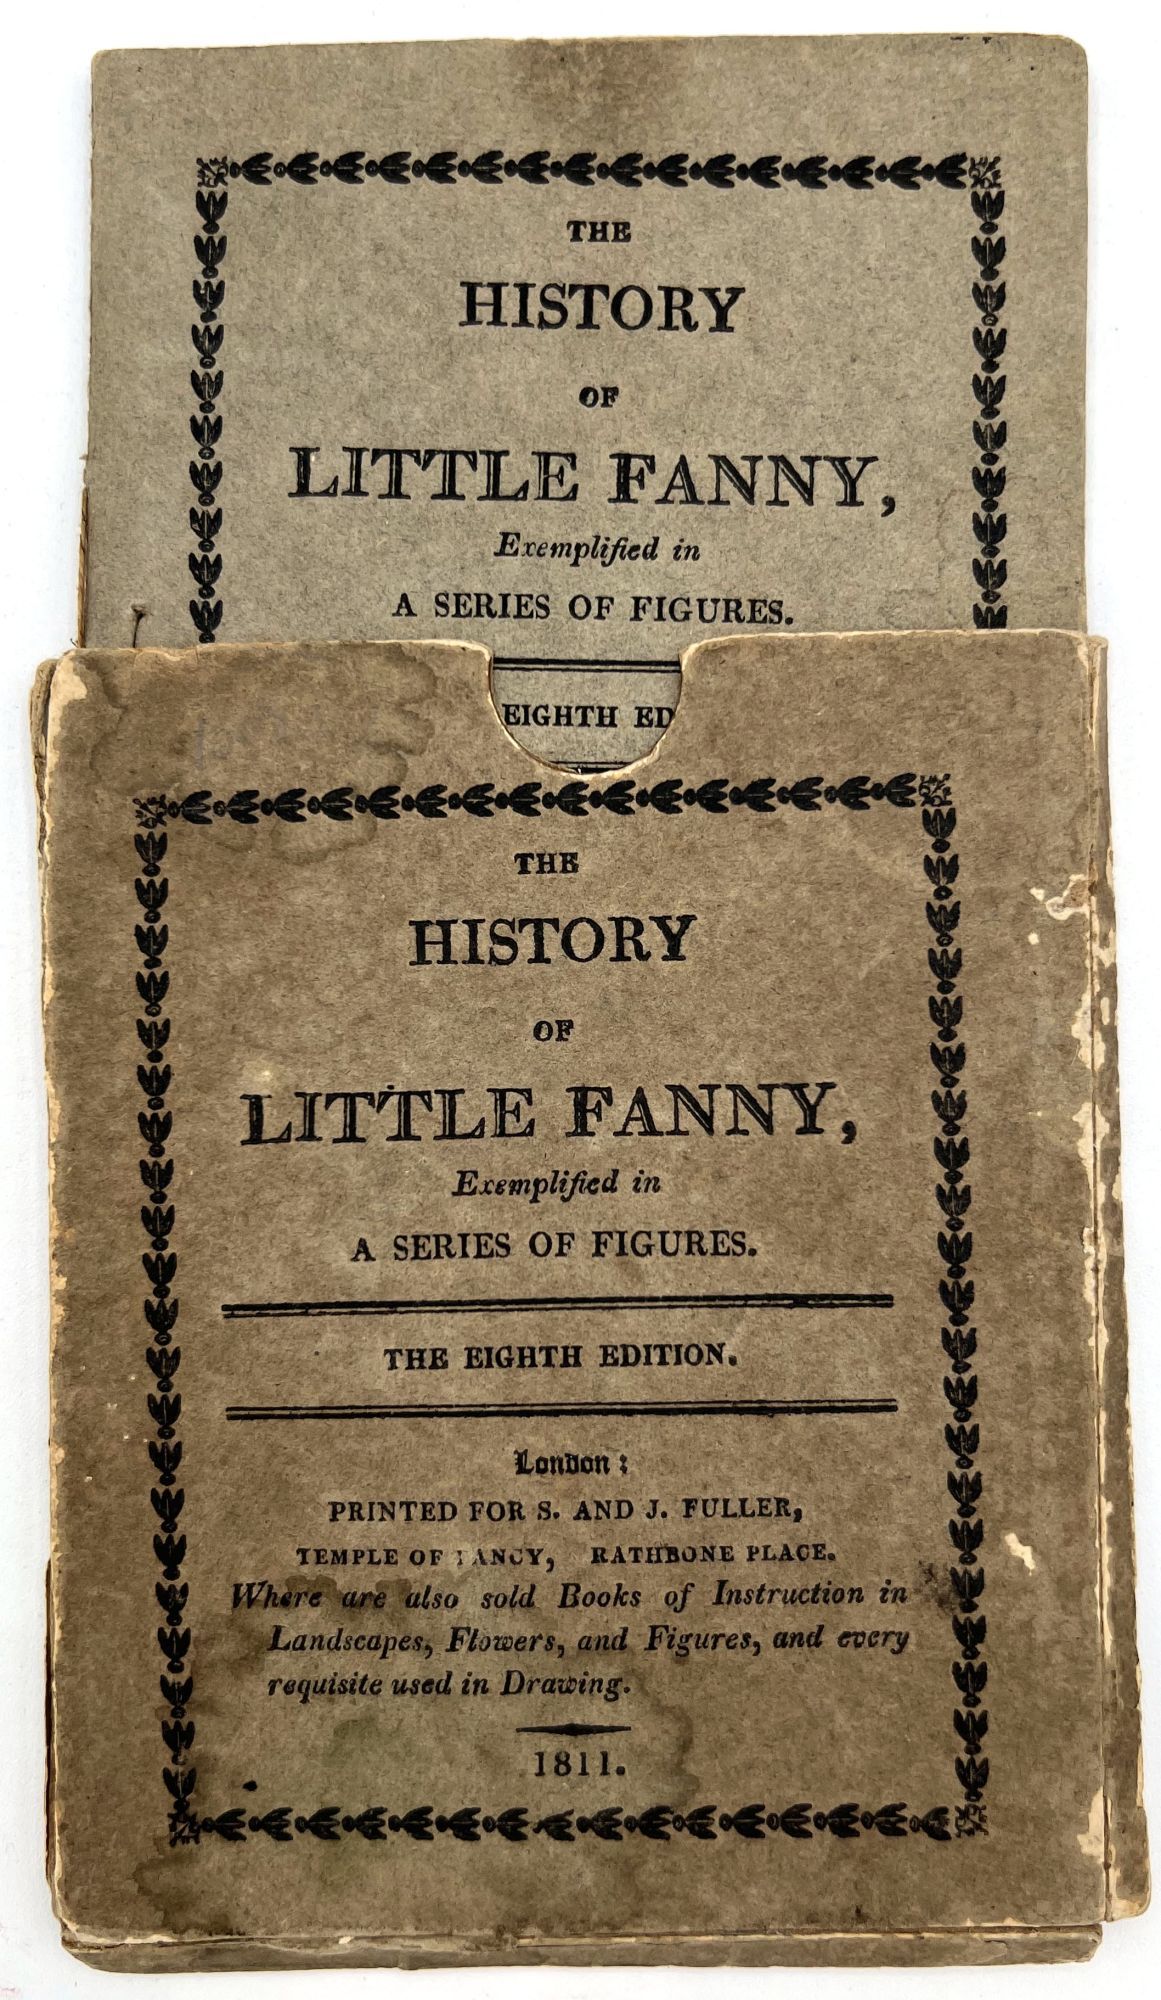 THE
HISTORY
OF
LITTLE FANNY,
Exemplified in
A SERIES OF FIGURES.
EIGHTH ED
THE
HISTORY
OF
LITTLE FANNY,
Exemplified in
A SERIES OF FIGURES.
THE EIGHTH EDITION.
London:
PRINTED FOR S. AND J. FULLER,
TEMPLE OF FANCY, RATHBONE PLACE.
Where are also sold Books of Instruction in
Landscapes, Flowers, and Figures, and every
requisite used in Drawing.
1811.